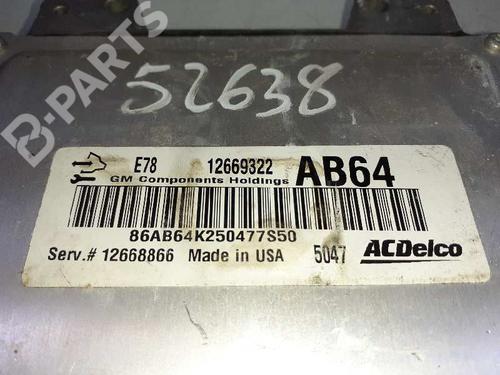 B-PARTS
52638
E78 12669322 AB64
GM Components Holdings
86AB64K250477S50
Serv.# 12668866 Made in USA 5047 ACDelco